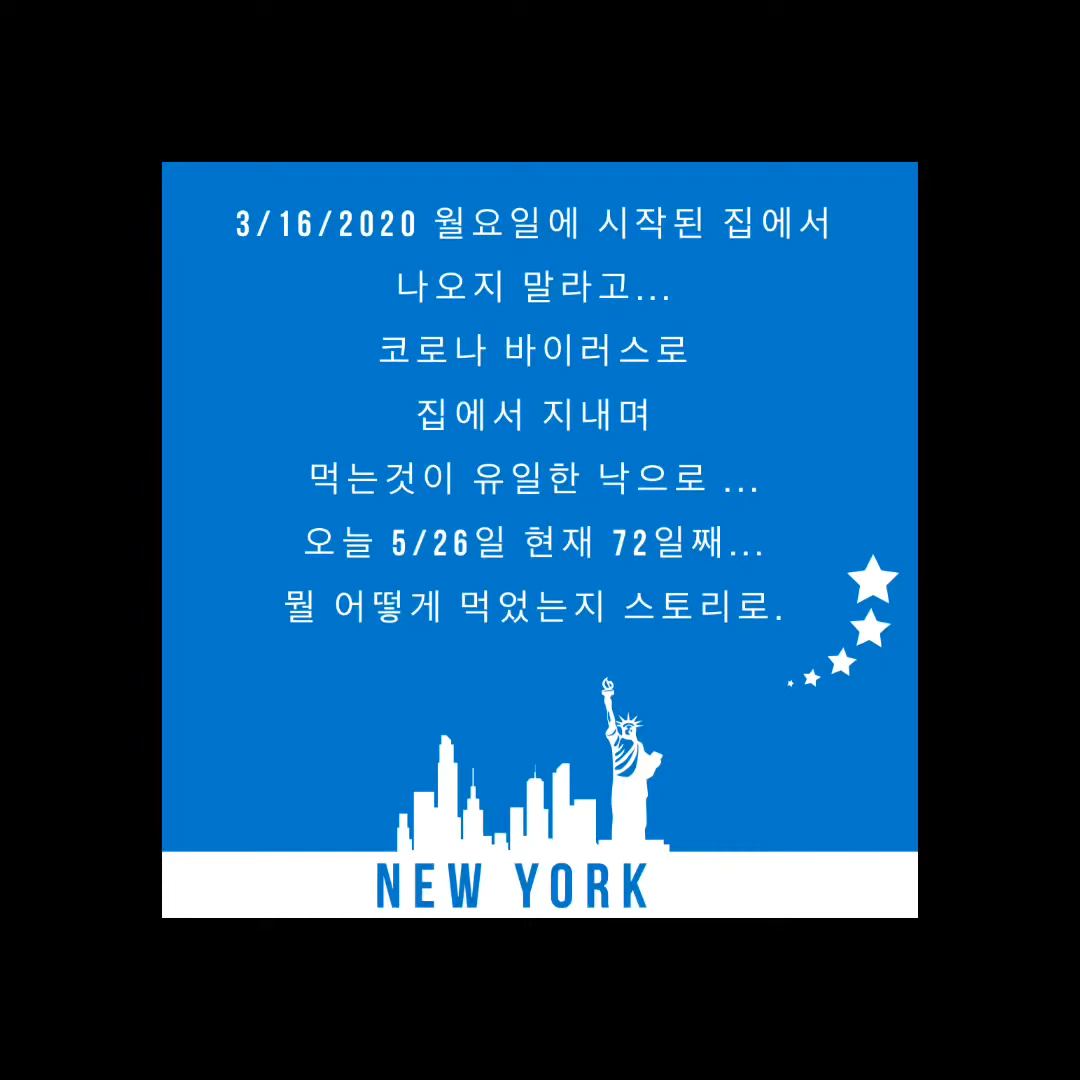 3/16/2020 월요일에 시작된 집에서
나오지 말라고...
코로나 바이러스로
집에서 지내며
먹는것이 유일한 낙으로 ...
오늘 5/26일 현재 72일째...
뭘 어떻게 먹었는지 스토리로.
NEW YORK